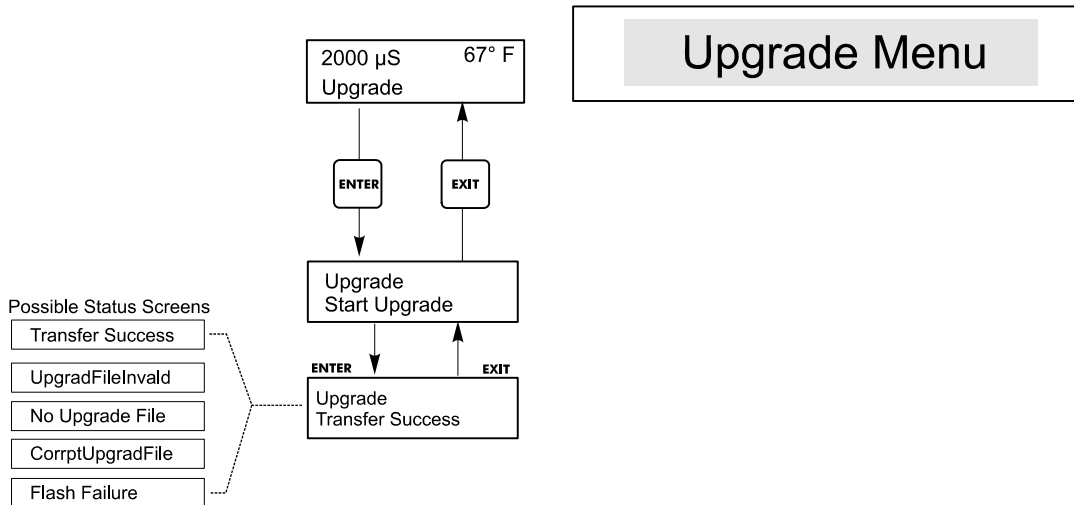 Upgrade Menu
2000 µS 67° F
Upgrade
ENTER EXIT
Upgrade
Start Upgrade
ENTER EXIT
Upgrade
Transfer Success
Possible Status Screens
Transfer Success
UpgradFileInvald
No Upgrade File
CorrptUpgradFile
Flash Failure